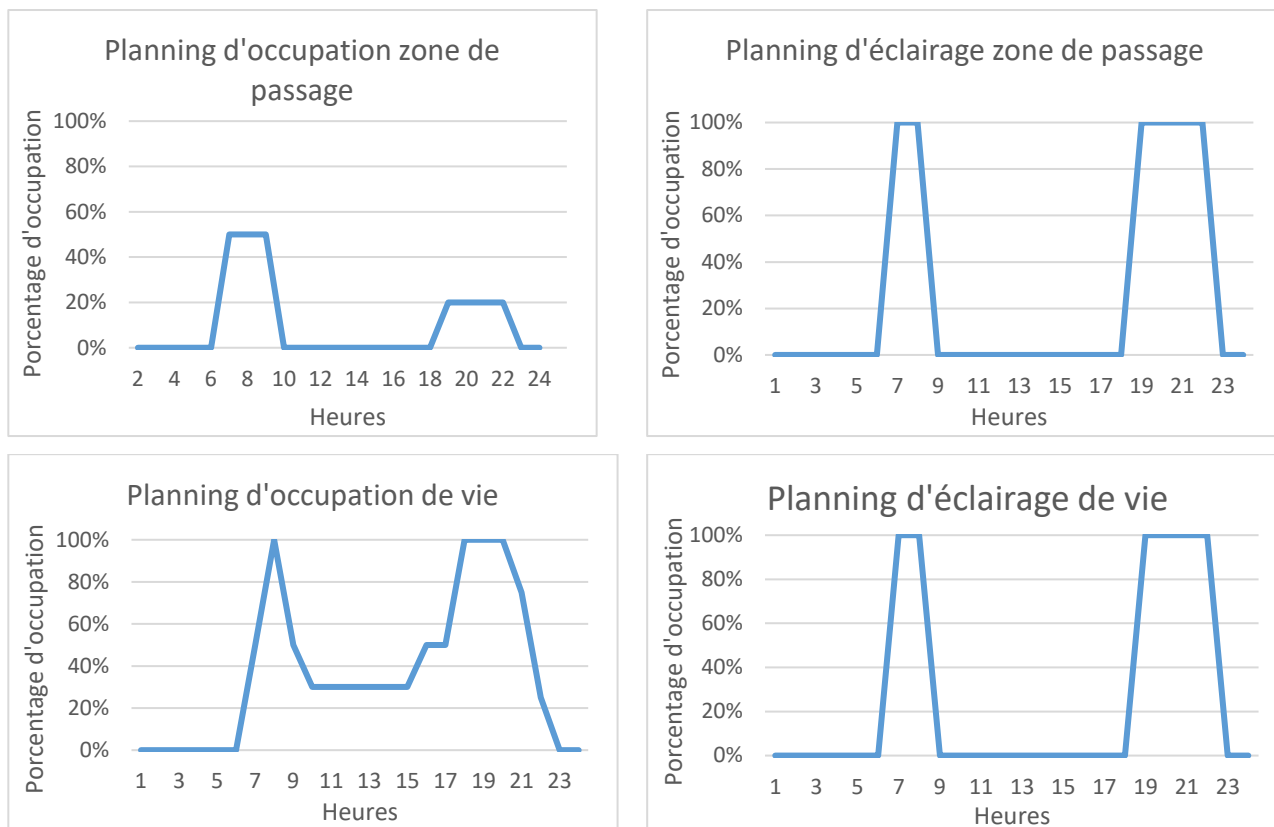 Planning d'occupation zone de
passage
Porcentage d'occupation
100%
80%
60%
40%
20%
0%
2 4 6 8 10 12 14 16 18 20 22 24
Heures
Planning d'éclairage zone de passage
Porcentage d'occupation
100%
80%
60%
40%
20%
0%
1 3 5 7 9 11 13 15 17 19 21 23
Heures
Planning d'occupation de vie
Porcentage d'occupation
100%
80%
60%
40%
20%
0%
1 3 5 7 9 11 13 15 17 19 21 23
Heures
Planning d'éclairage de vie
Porcentage d'occupation
100%
80%
60%
40%
20%
0%
1 3 5 7 9 11 13 15 17 19 21 23
Heures